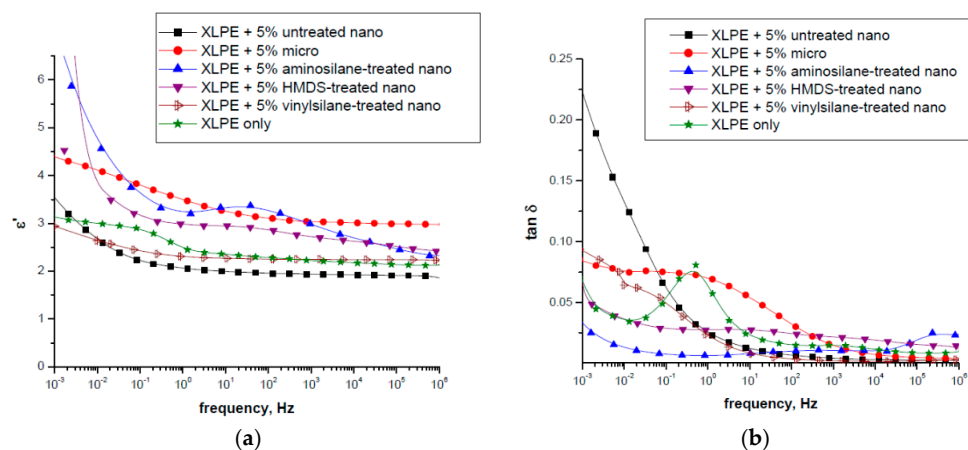 XLPE + 5% untreated nano
XLPE + 5% micro
XLPE + 5% aminosilane-treated nano
XLPE + 5% HMDS-treated nano
XLPE + 5% vinylsilane-treated nano
XLPE only
ε'
6
5
4
3
2
1
0
10⁻³ 10⁻² 10⁻¹ 10⁰ 10¹ 10² 10³ 10⁴ 10⁵ 10⁶
frequency, Hz
(a)
XLPE + 5% untreated nano
XLPE + 5% micro
XLPE + 5% aminosilane-treated nano
XLPE + 5% HMDS-treated nano
XLPE + 5% vinylsilane-treated nano
XLPE only
tan δ
0.25
0.20
0.15
0.10
0.05
10⁻³ 10⁻² 10⁻¹ 10⁰ 10¹ 10² 10³ 10⁴ 10⁵ 10⁶
frequency, Hz
(b)